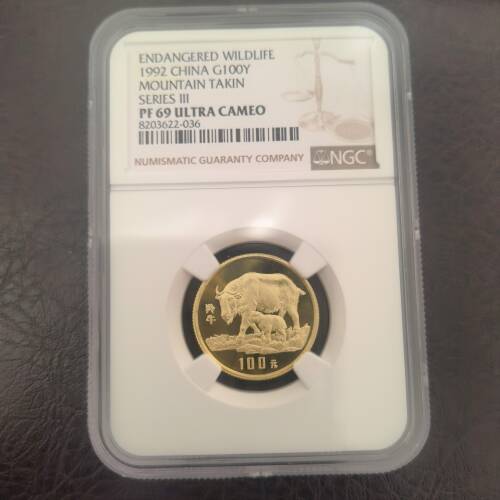 ENDANGERED WILDLIFE
1992 CHINA G100Y
MOUNTAIN TAKIN
SERIES III
PF 69 ULTRA CAMEO
8203622-036
NUMISMATIC GUARANTY COMPANY
NGC®
羚牛
100元